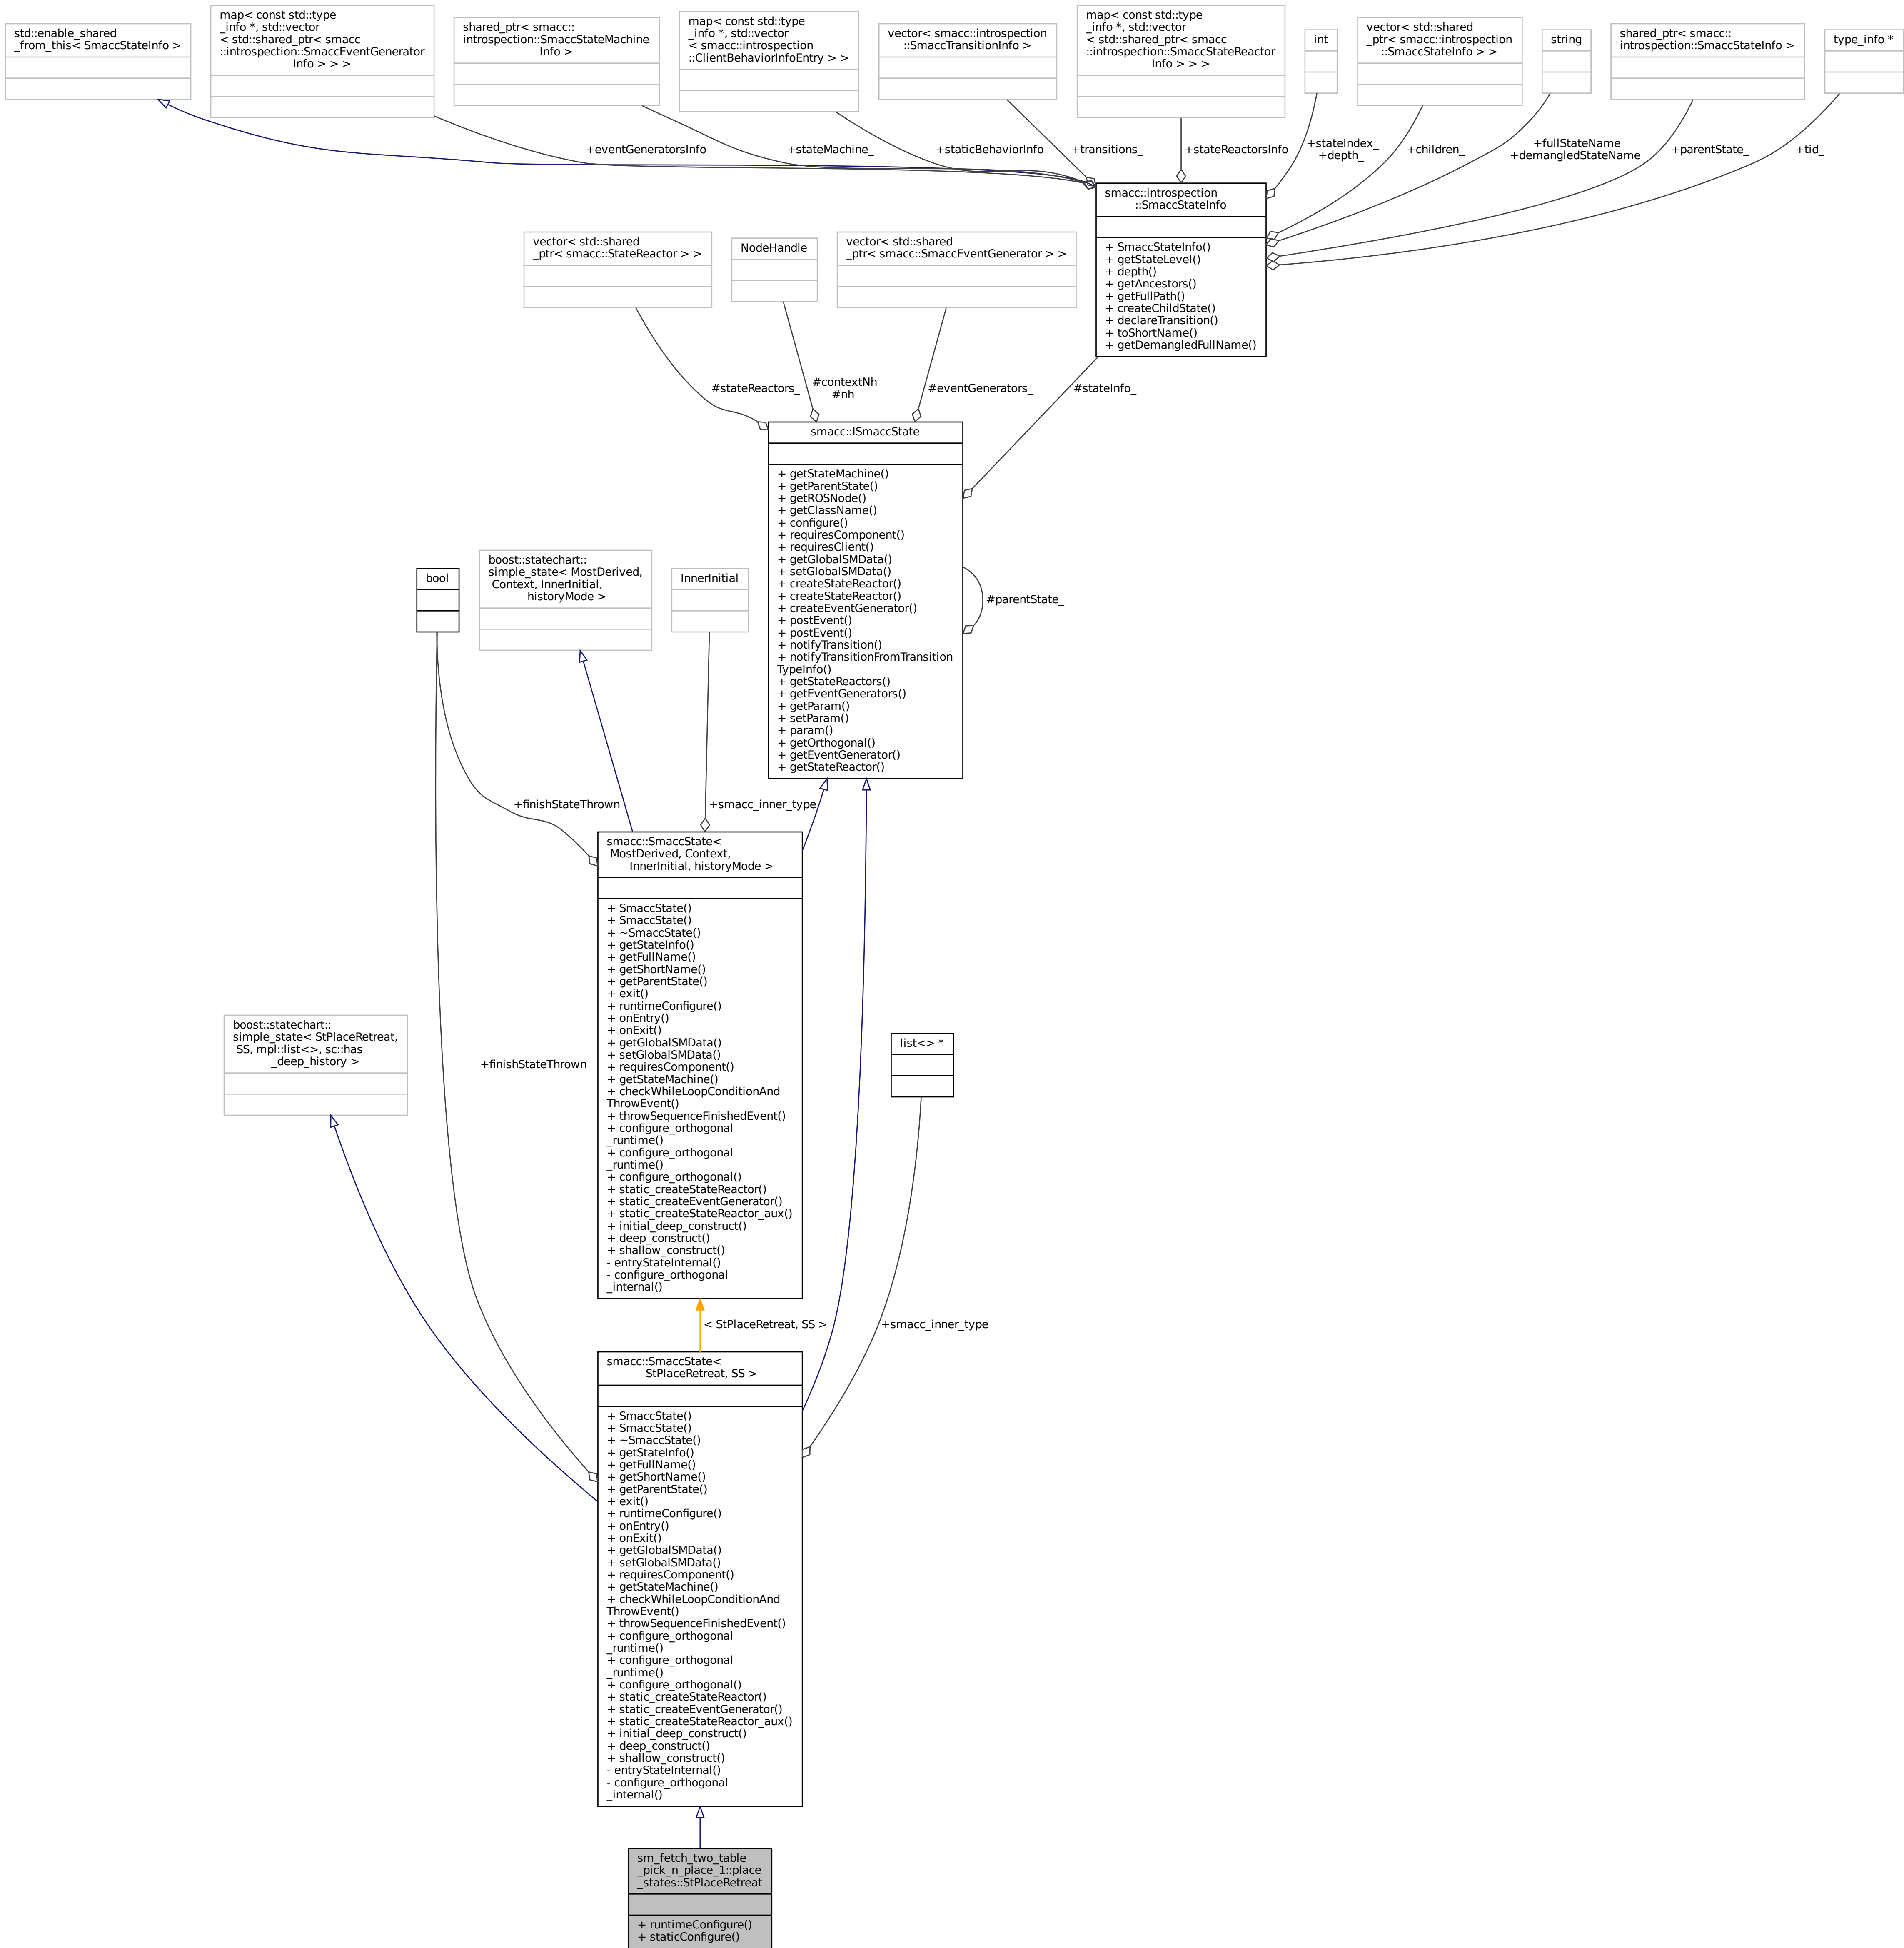 std::enable_shared
_from_this< SmaccStateInfo >
map< const std::type
_info *, std::vector
< std::shared_ptr< smacc
::introspection::SmaccEventGenerator
Info > > >
shared_ptr< smacc::
introspection::SmaccStateMachine
Info >
map< const std::type
_info *, std::vector
< smacc::introspection
::ClientBehaviorInfoEntry > >
vector< smacc::introspection
::SmaccTransitionInfo >
map< const std::type
_info *, std::vector
< std::shared_ptr< smacc
::introspection::SmaccStateReactor
Info > > >
int
vector< std::shared
_ptr< smacc::introspection
::SmaccStateInfo > >
string
shared_ptr< smacc::
introspection::SmaccStateInfo >
type_info *
+eventGeneratorsInfo
+stateMachine_
+staticBehaviorInfo
+transitions_
+stateReactorsInfo
+stateIndex_
+depth_
+children_
+fullStateName
+demangledStateName
+parentState_
+tid_
smacc::introspection
::SmaccStateInfo
+ SmaccStateInfo()
+ getStateLevel()
+ depth()
+ getAncestors()
+ getFullPath()
+ createChildState()
+ declareTransition()
+ toShortName()
+ getDemangledFullName()
vector< std::shared
_ptr< smacc::StateReactor > >
NodeHandle
vector< std::shared
_ptr< smacc::SmaccEventGenerator > >
#stateReactors_
#contextNh
#nh
#eventGenerators_
#stateInfo_
smacc::ISmaccState
+ getStateMachine()
+ getParentState()
+ getROSNode()
+ getClassName()
+ configure()
+ requiresComponent()
+ requiresClient()
+ getGlobalSMData()
+ setGlobalSMData()
+ createStateReactor()
+ createStateReactor()
+ createEventGenerator()
+ postEvent()
+ postEvent()
+ notifyTransition()
+ notifyTransitionFromTransition
TypeInfo()
+ getStateReactors()
+ getEventGenerators()
+ getParam()
+ setParam()
+ param()
+ getOrthogonal()
+ getEventGenerator()
+ getStateReactor()
#parentState_
bool
boost::statechart::
simple_state< MostDerived,
Context, InnerInitial,
historyMode >
InnerInitial
+finishStateThrown
+smacc_inner_type
smacc::SmaccState<
MostDerived, Context,
InnerInitial, historyMode >
+ SmaccState()
+ SmaccState()
+ ~SmaccState()
+ getStateInfo()
+ getFullName()
+ getShortName()
+ getParentState()
+ exit()
+ runtimeConfigure()
+ onEntry()
+ onExit()
+ getGlobalSMData()
+ setGlobalSMData()
+ requiresComponent()
+ getStateMachine()
+ checkWhileLoopConditionAnd
ThrowEvent()
+ throwSequenceFinishedEvent()
+ configure_orthogonal
_runtime()
+ configure_orthogonal
_runtime()
+ configure_orthogonal()
+ static_createStateReactor()
+ static_createEventGenerator()
+ static_createStateReactor_aux()
+ initial_deep_construct()
+ deep_construct()
+ shallow_construct()
- entryStateInternal()
- configure_orthogonal
_internal()
boost::statechart::
simple_state< StPlaceRetreat,
SS, mpl::list<>, sc::has
_deep_history >
+finishStateThrown
list<> *
< StPlaceRetreat, SS >
+smacc_inner_type
smacc::SmaccState<
StPlaceRetreat, SS >
+ SmaccState()
+ SmaccState()
+ ~SmaccState()
+ getStateInfo()
+ getFullName()
+ getShortName()
+ getParentState()
+ exit()
+ runtimeConfigure()
+ onEntry()
+ onExit()
+ getGlobalSMData()
+ setGlobalSMData()
+ requiresComponent()
+ getStateMachine()
+ checkWhileLoopConditionAnd
ThrowEvent()
+ throwSequenceFinishedEvent()
+ configure_orthogonal
_runtime()
+ configure_orthogonal
_runtime()
+ configure_orthogonal()
+ static_createStateReactor()
+ static_createEventGenerator()
+ static_createStateReactor_aux()
+ initial_deep_construct()
+ deep_construct()
+ shallow_construct()
- entryStateInternal()
- configure_orthogonal
_internal()
sm_fetch_two_table
_pick_n_place_1::place
_states::StPlaceRetreat
+ runtimeConfigure()
+ staticConfigure()